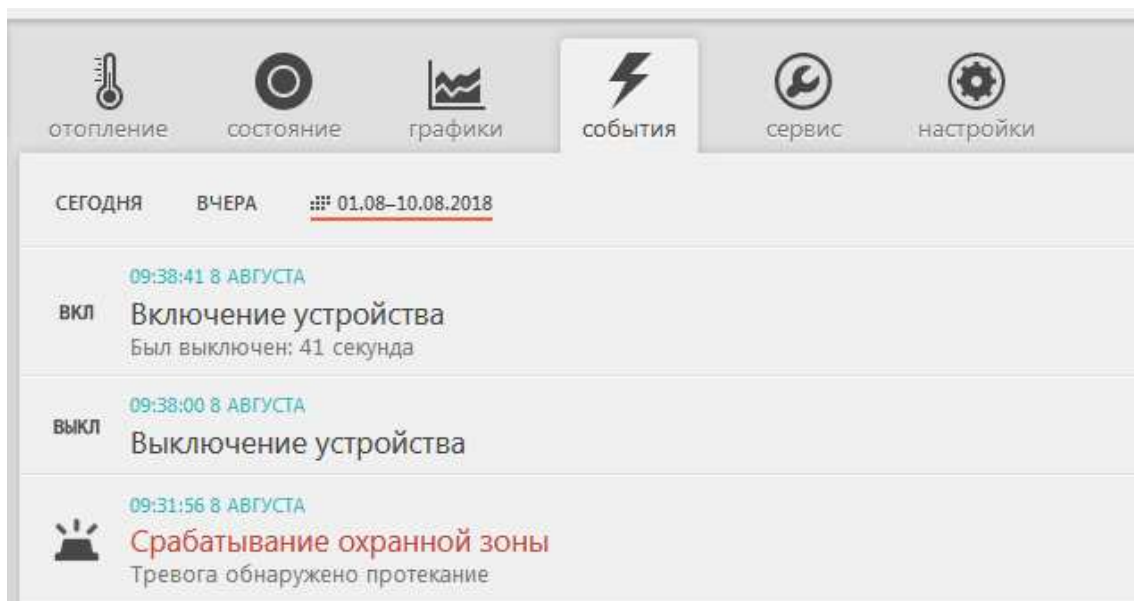 отопление состояние графики события сервис настройки
СЕГОДНЯ ВЧЕРА 01.08–10.08.2018
09:38:41 8 АВГУСТА
ВКЛ Включение устройства
Был выключен: 41 секунда
09:38:00 8 АВГУСТА
ВЫКЛ Выключение устройства
09:31:56 8 АВГУСТА
Срабатывание охранной зоны
Тревога обнаружено протекание